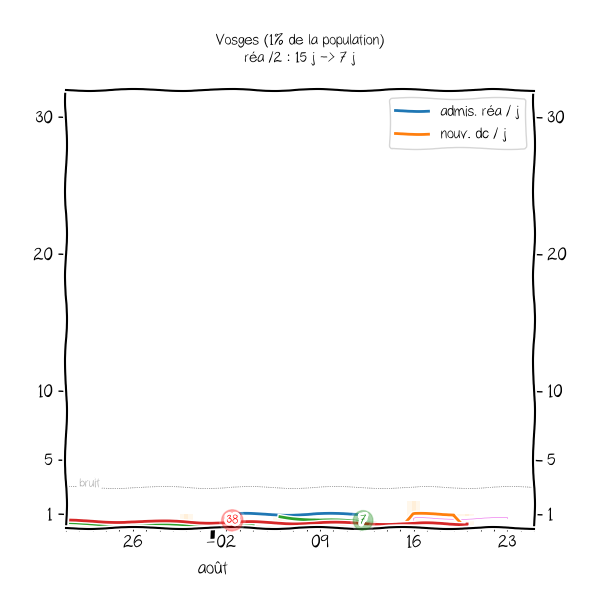 Vosges (1% de la population)
réa /2 : 15 j -> 7 j
admis. réa / j
nouv. dc / j
30
30
20
20
10
10
5
5
bruit
1
1
38
7
26
02
09
16
23
août